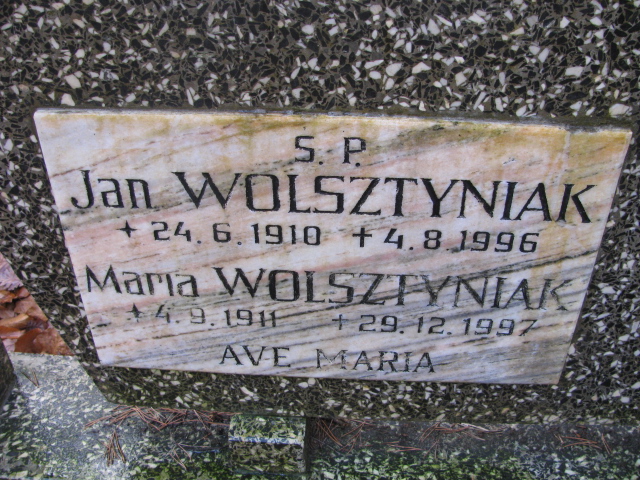 S. P.
Jan WOLSZTYNIAK
+ 24. 6. 1910 + 4. 8. 1996
Maria WOLSZTYNIAK
+ 4. 9. 1911 + 29. 12. 1997
AVE MARIA